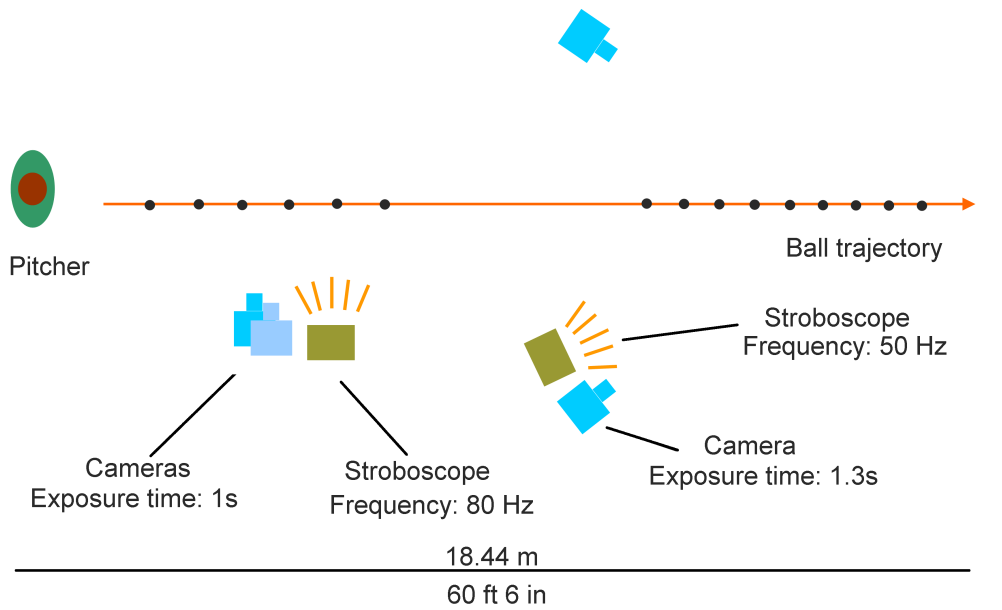 Pitcher
Ball trajectory
Stroboscope
Frequency: 50 Hz
Camera
Exposure time: 1.3s
Cameras
Exposure time: 1s
Stroboscope
Frequency: 80 Hz
18.44 m
60 ft 6 in